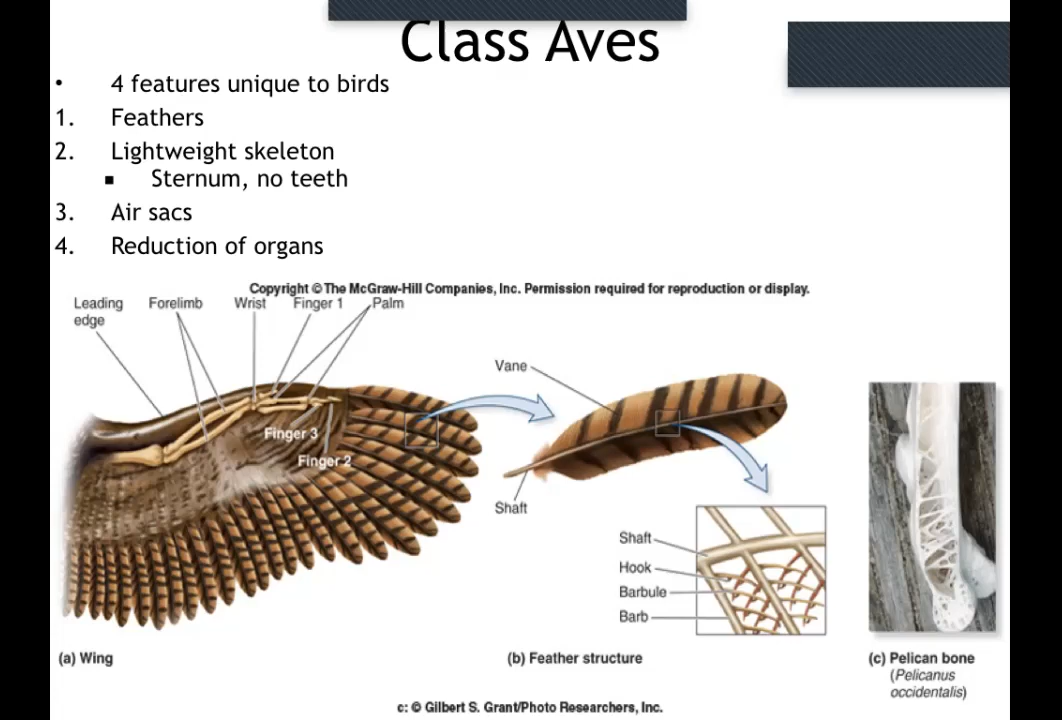 Class Aves
• 4 features unique to birds
1. Feathers
2. Lightweight skeleton
▪ Sternum, no teeth
3. Air sacs
4. Reduction of organs
Copyright © The McGraw-Hill Companies, Inc. Permission required for reproduction or display.
Leading
edge
Forelimb
Wrist
Finger 1
Palm
Finger 3
Finger 2
Vane
Shaft
Shaft
Hook
Barbule
Barb
(a) Wing
(b) Feather structure
(c) Pelican bone
(Pelicanus
occidentalis)
c: © Gilbert S. Grant/Photo Researchers, Inc.